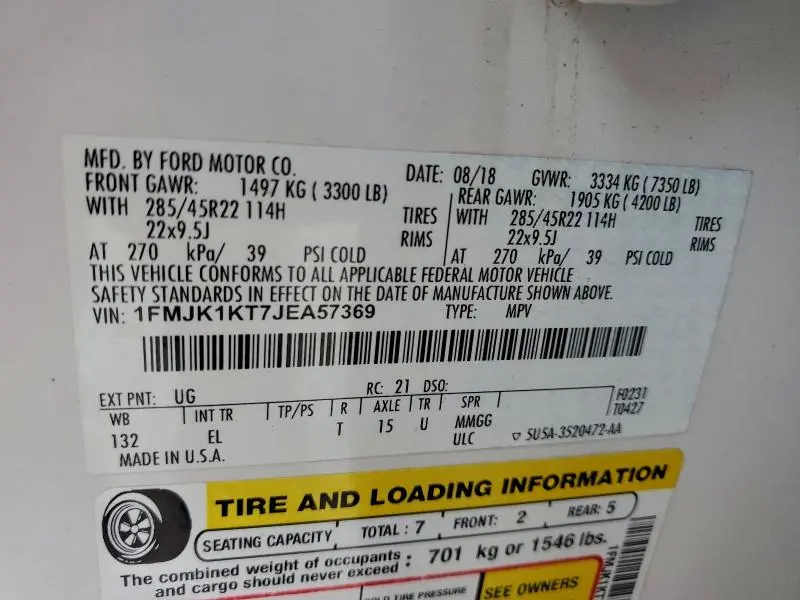 MFD. BY FORD MOTOR CO. DATE: 08/18 GVWR: 3334 KG ( 7350 LB)
FRONT GAWR: 1497 KG ( 3300 LB) REAR GAWR: 1905 KG ( 4200 LB)
WITH 285/45R22 114H TIRES WITH 285/45R22 114H TIRES
22x9.5J RIMS 22x9.5J RIMS
AT 270 kPa/ 39 PSI COLD AT 270 kPa/ 39 PSI COLD
THIS VEHICLE CONFORMS TO ALL APPLICABLE FEDERAL MOTOR VEHICLE
SAFETY STANDARDS IN EFFECT ON THE DATE OF MANUFACTURE SHOWN ABOVE.
VIN: 1FMJK1KT7JEA57369 TYPE: MPV
EXT PNT: UG RC: 21 DSO: F0231
WB INT TR TP/PS R AXLE TR SPR T0427
132 EL T 15 U MMGG
ULC ▽ 5U5A-3520472-AA
MADE IN U.S.A.
TIRE AND LOADING INFORMATION
SEATING CAPACITY TOTAL : 7 FRONT: 2 REAR: 5
The combined weight of occupants : 701 kg or 1546 lbs.
and cargo should never exceed
COLD TIRE PRESSURE SEE OWNERS
1FMJK1KT